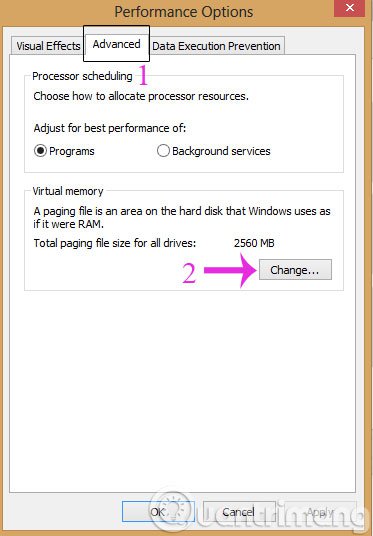 Performance Options
Visual Effects Advanced Data Execution Prevention
1
Processor scheduling
Choose how to allocate processor resources.
Adjust for best performance of:
Programs Background services
Virtual memory
A paging file is an area on the hard disk that Windows uses as
if it were RAM.
Total paging file size for all drives: 2560 MB
2 Change...
OK Cancel Apply
Quantrimang